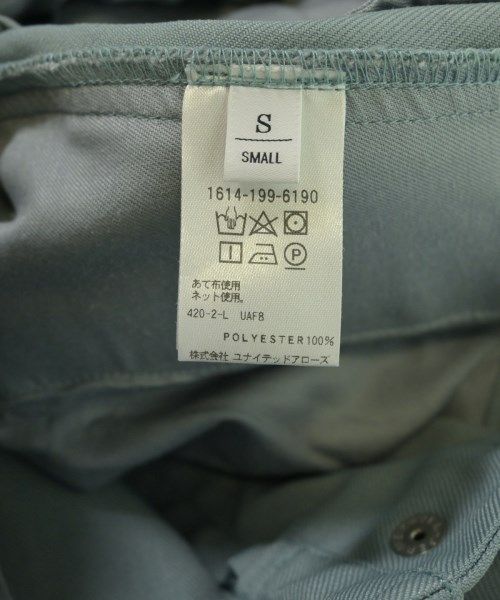 S
SMALL
1614-199-6190
P
あて布使用
ネット使用。
420-2-L UAFB
POLYESTER100%
株式会社 ユナイテッドアローズ